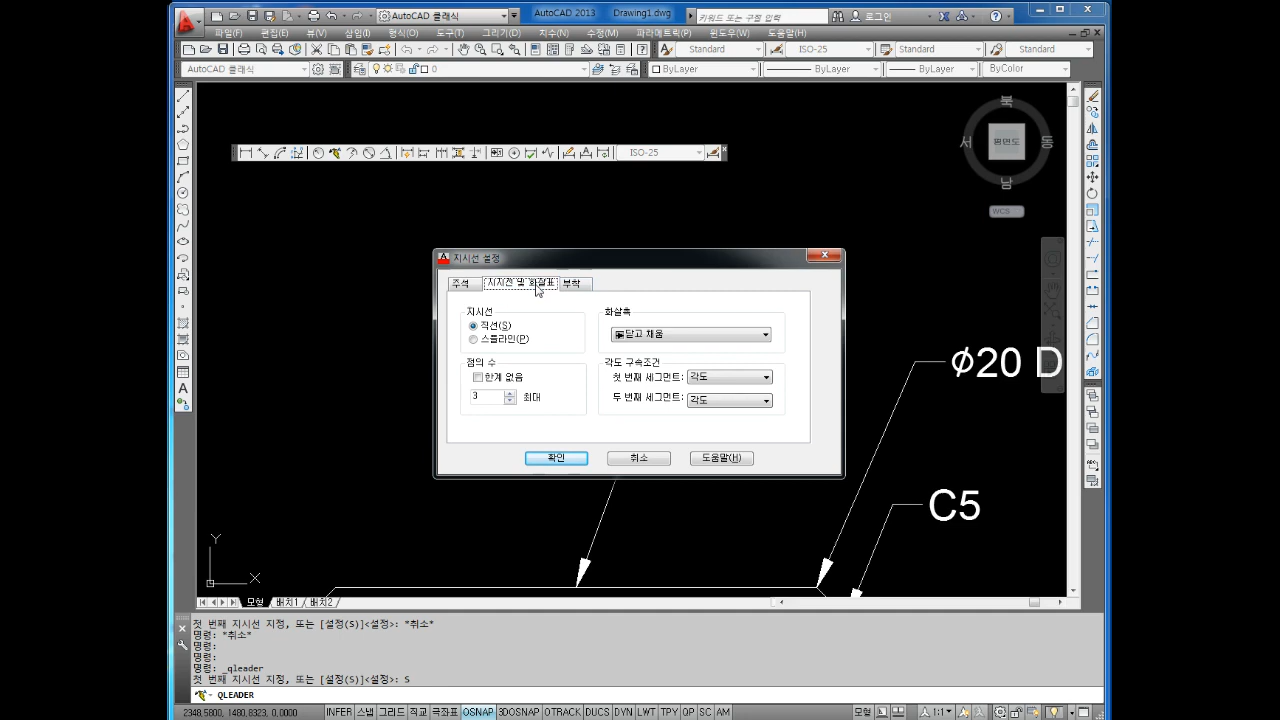 AutoCAD 클래식
AutoCAD 2013 Drawing1.dwg
키워드 또는 구절 입력
로그인
파일(F) 편집(E) 뷰(V) 삽입(I) 형식(O) 도구(T) 그리기(D) 치수(N) 수정(M) 파라메트릭(P) 윈도우(W) 도움말(H)
Standard ISO-25 Standard Standard
AutoCAD 클래식 0 ByLayer ByLayer ByLayer ByColor
ISO-25
북
서 평면도 동
남
WCS
지시선 설정
주석 지시선 및 화살표 부착
지시선
직선(S)
스플라인(P)
화살촉
닫고 채움
점의 수
한계 없음
3 최대
각도 구속조건
첫 번째 세그먼트: 각도
두 번째 세그먼트: 각도
확인 취소 도움말(H)
ϕ20 D
C5
Y
X
모형 배치1 배치2
첫 번째 지시선 지정, 또는 [설정(S)]<설정>: *취소*
명령: *취소*
명령:
명령:
명령: _qleader
첫 번째 지시선 지정, 또는 [설정(S)]<설정>: S
QLEADER
2348,5800, 1480,8323, 0,0000 INFER 스냅 그리드 직교 극좌표 OSNAP 3DOSNAP OTRACK DUCS DYN LWT TPY QP SC AM 모형 1:1